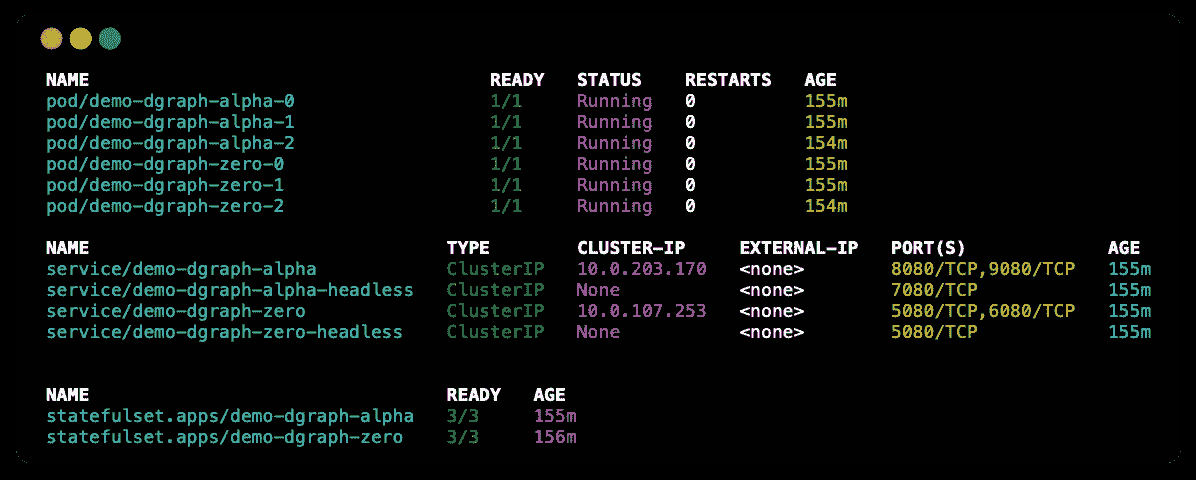 NAME READY STATUS RESTARTS AGE
pod/demo-dgraph-alpha-0 1/1 Running 0 155m
pod/demo-dgraph-alpha-1 1/1 Running 0 155m
pod/demo-dgraph-alpha-2 1/1 Running 0 154m
pod/demo-dgraph-zero-0 1/1 Running 0 155m
pod/demo-dgraph-zero-1 1/1 Running 0 155m
pod/demo-dgraph-zero-2 1/1 Running 0 154m
NAME TYPE CLUSTER-IP EXTERNAL-IP PORT(S) AGE
service/demo-dgraph-alpha ClusterIP 10.0.203.170 <none> 8080/TCP,9080/TCP 155m
service/demo-dgraph-alpha-headless ClusterIP None <none> 7080/TCP 155m
service/demo-dgraph-zero ClusterIP 10.0.107.253 <none> 5080/TCP,6080/TCP 155m
service/demo-dgraph-zero-headless ClusterIP None <none> 5080/TCP 155m
NAME READY AGE
statefulset.apps/demo-dgraph-alpha 3/3 155m
statefulset.apps/demo-dgraph-zero 3/3 156m